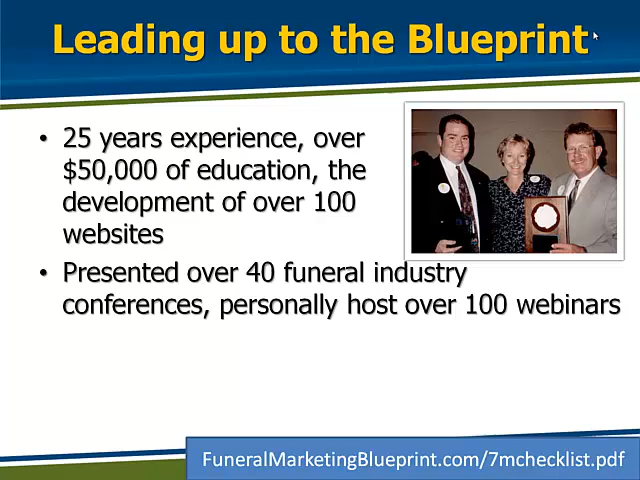 Leading up to the Blueprint
• 25 years experience, over
$50,000 of education, the
development of over 100
websites
• Presented over 40 funeral industry
conferences, personally host over 100 webinars
FuneralMarketingBlueprint.com/7mchecklist.pdf